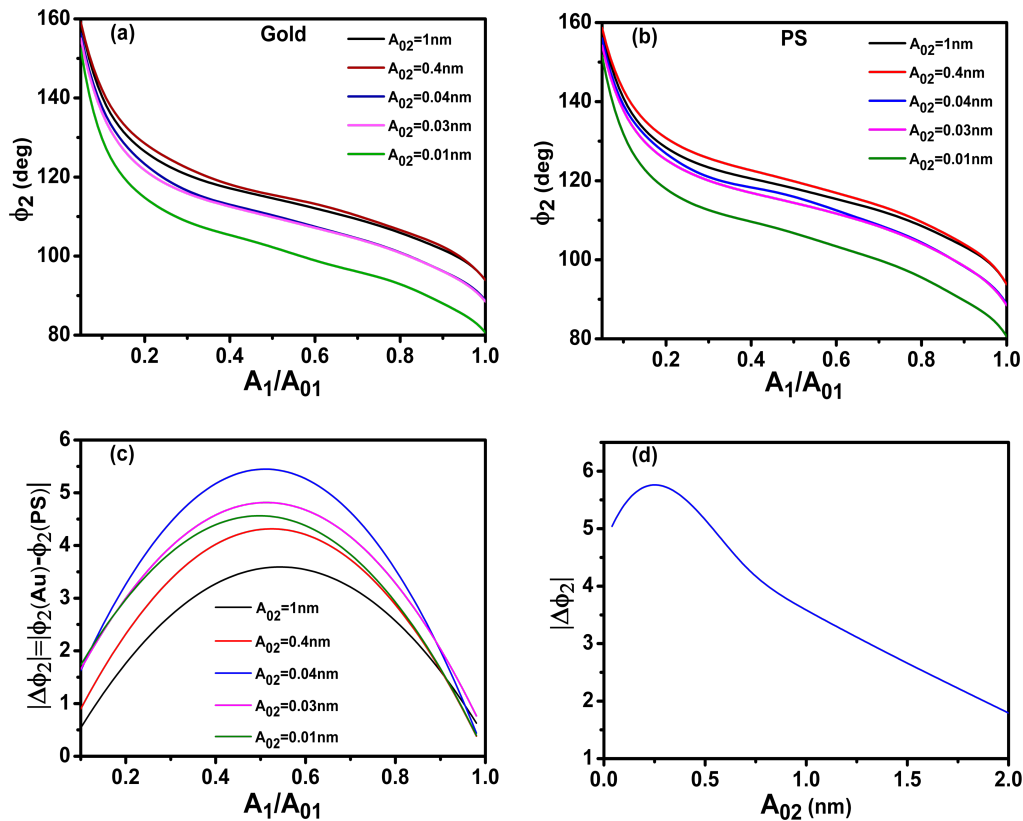 (a) Gold
A02=1nm
A02=0.4nm
A02=0.04nm
A02=0.03nm
A02=0.01nm
160
140
120
100
80
ϕ2 (deg)
0.2 0.4 0.6 0.8 1.0
A1/A01
(b) PS
A02=1nm
A02=0.4nm
A02=0.04nm
A02=0.03nm
A02=0.01nm
160
140
120
100
80
ϕ2 (deg)
0.2 0.4 0.6 0.8 1.0
A1/A01
(c)
6
5
4
3
2
1
0
|Δϕ2|=|ϕ2(Au)-ϕ2(PS)|
A02=1nm
A02=0.4nm
A02=0.04nm
A02=0.03nm
A02=0.01nm
0.2 0.4 0.6 0.8 1.0
A1/A01
(d)
6
5
4
3
2
1
|Δϕ2|
0.0 0.5 1.0 1.5 2.0
A02 (nm)